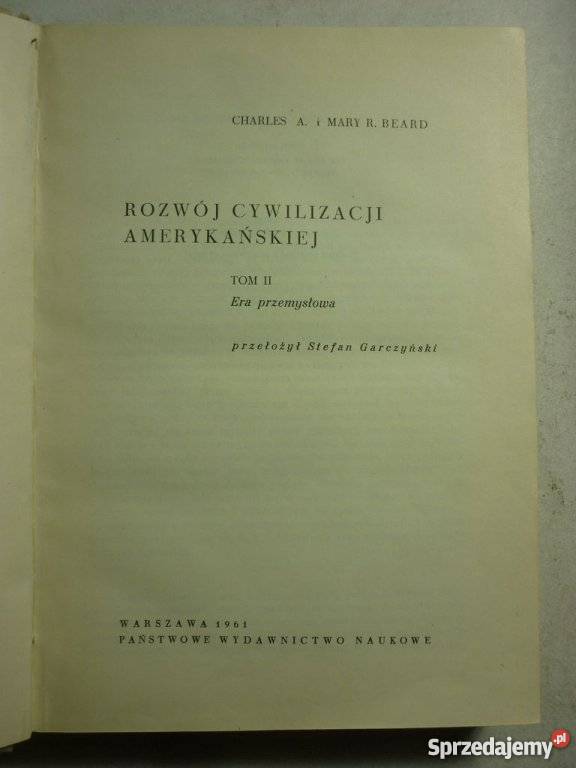 CHARLES A. i MARY R. BEARD
ROZWÓJ CYWILIZACJI
AMERYKAŃSKIEJ
TOM II
Era przemysłowa
przełożył Stefan Garczyński
WARSZAWA 1961
PAŃSTWOWE WYDAWNICTWO NAUKOWE
Sprzedajemy.pl